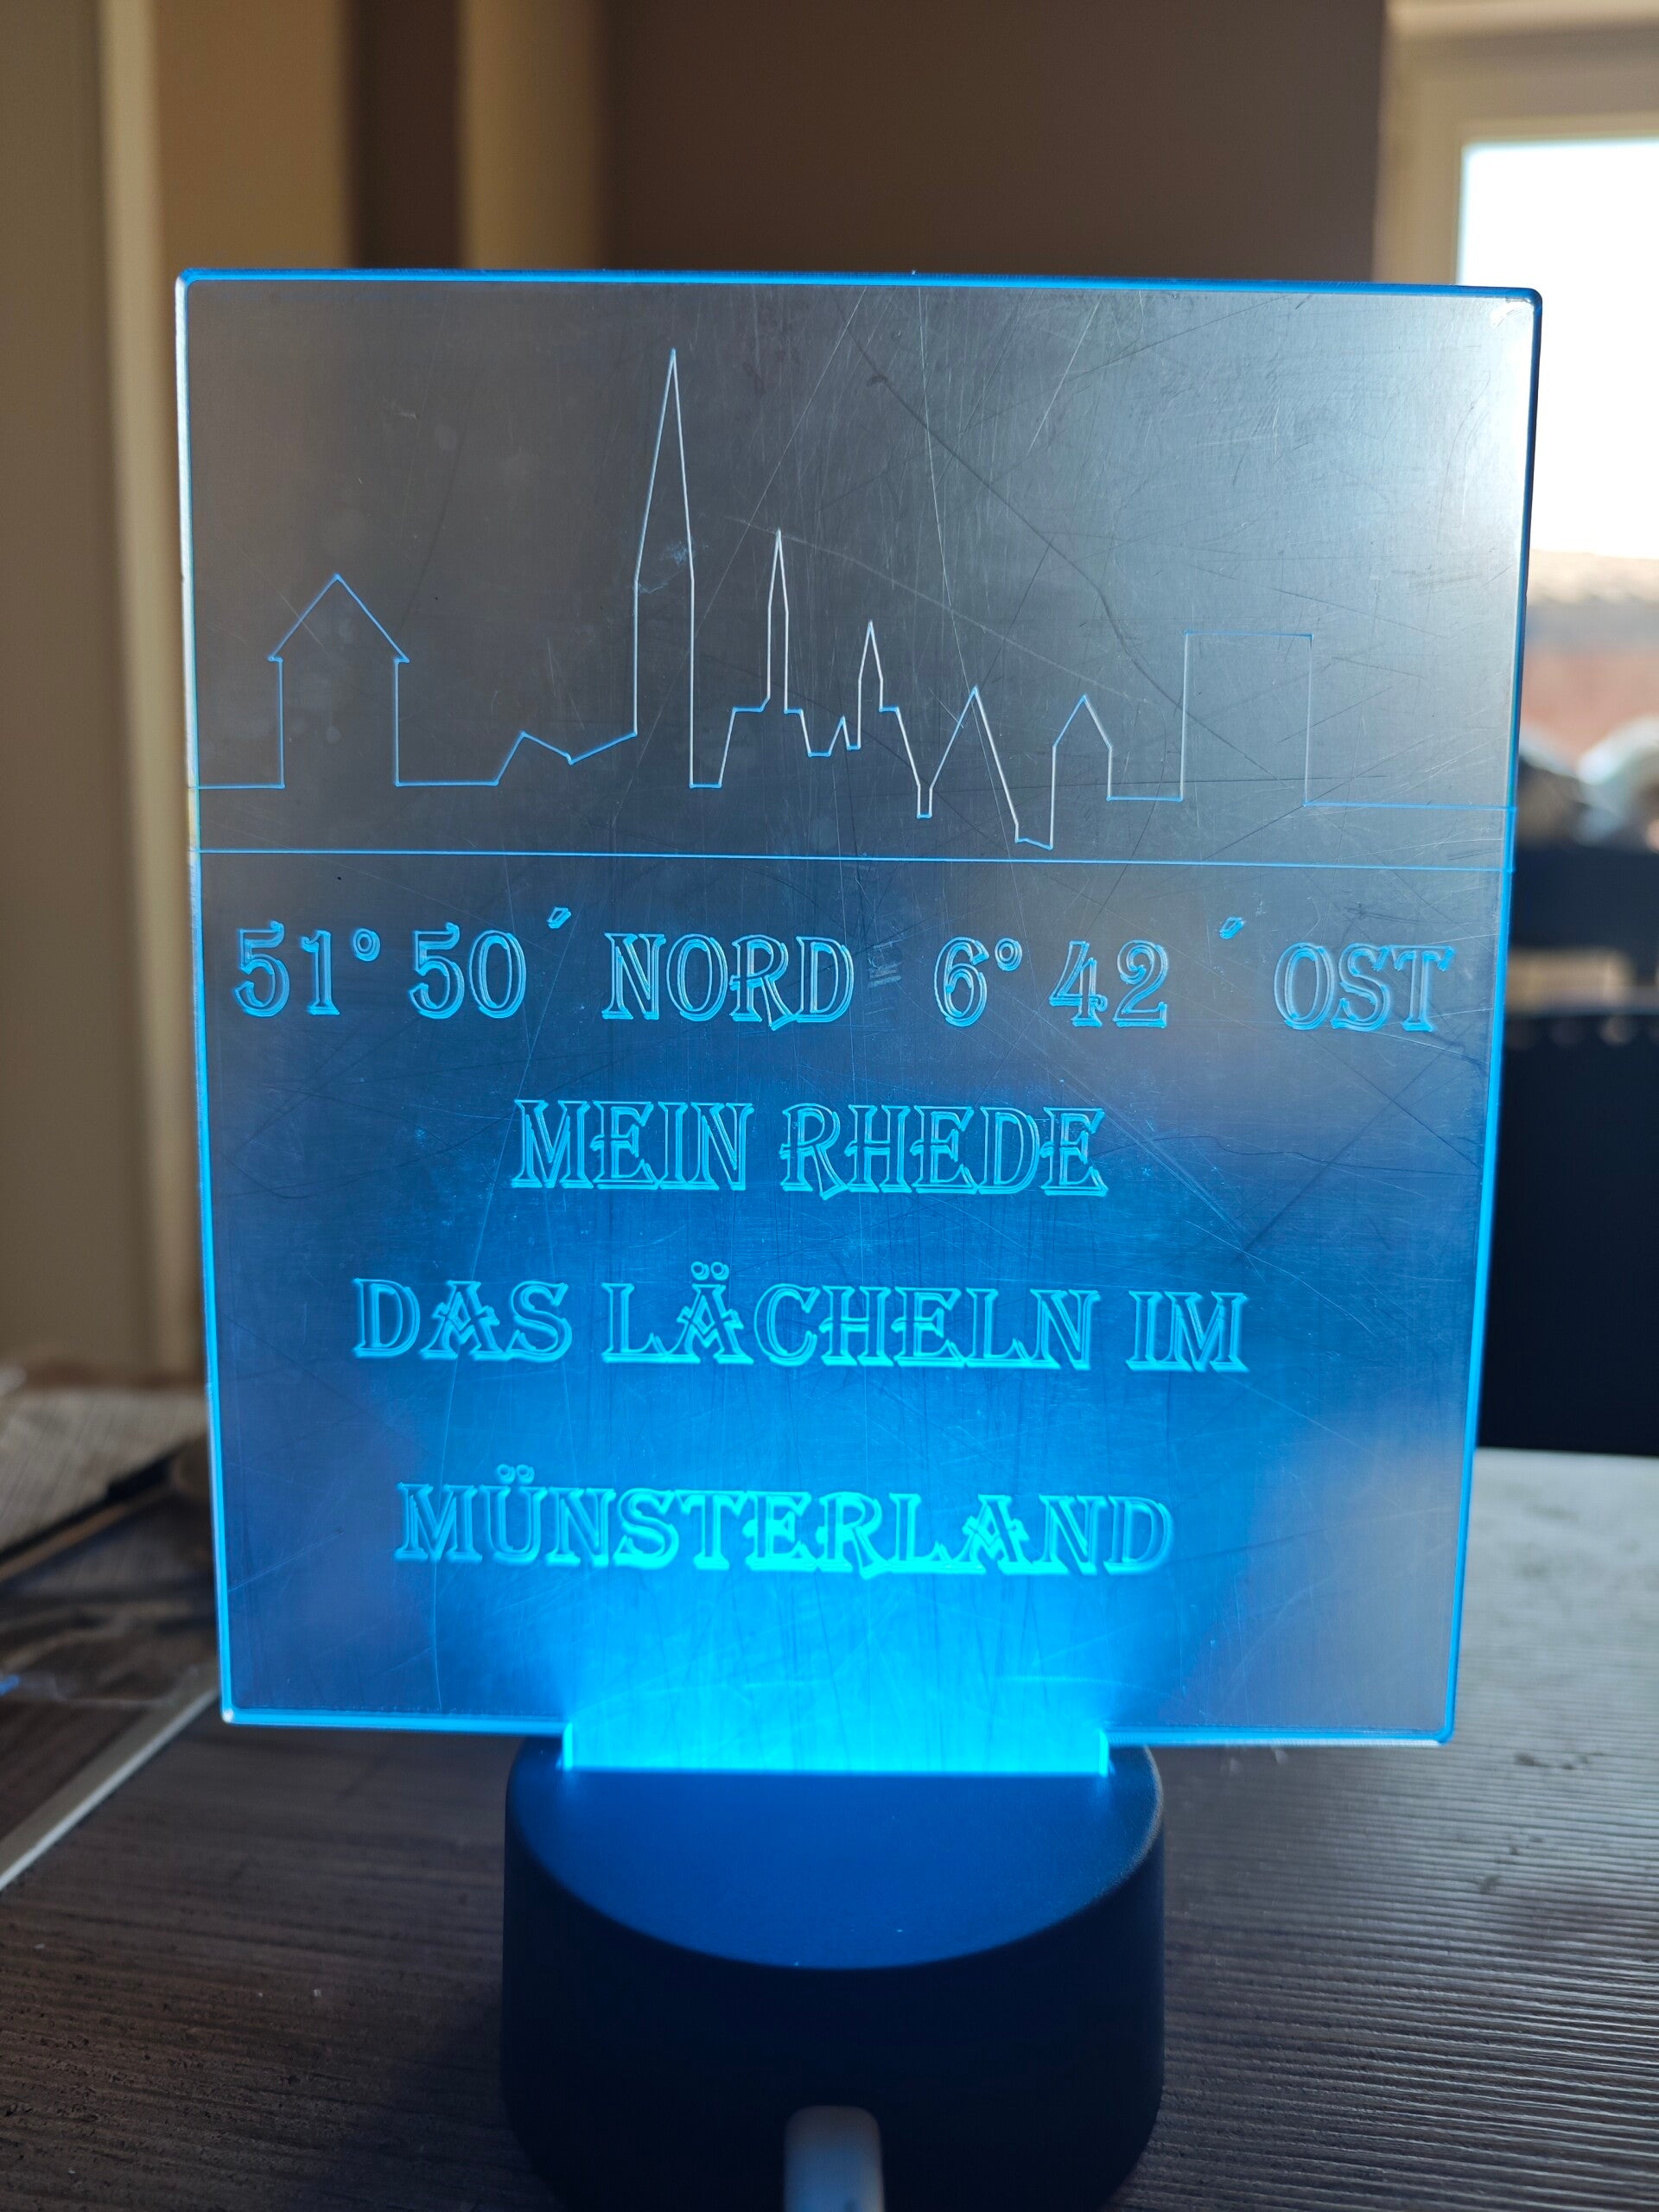 51° 50´ NORD 6° 42 ´ OST
MEIN RHEDE
DAS LÄCHELN IM
MÜNSTERLAND